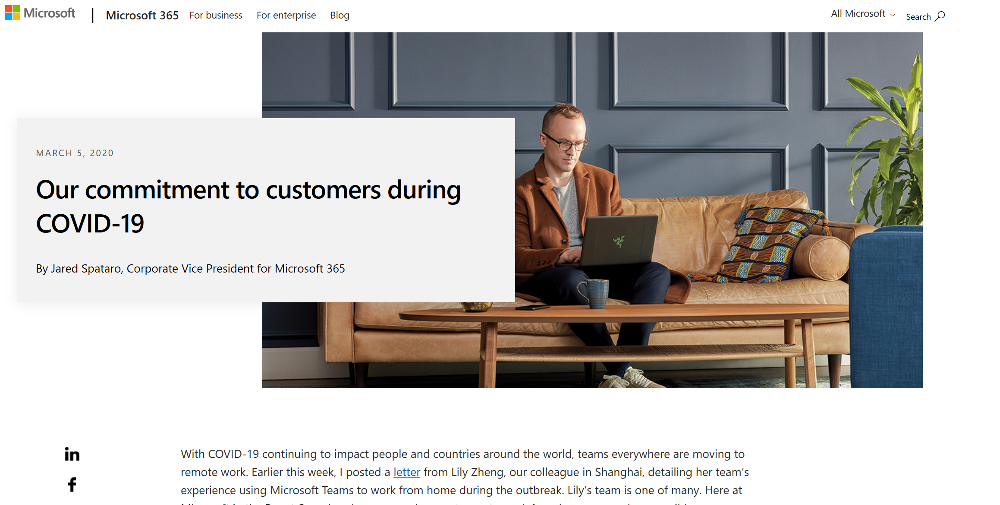 Microsoft
Microsoft 365
For business
For enterprise
Blog
All Microsoft
Search
MARCH 5, 2020
Our commitment to customers during
COVID-19
By Jared Spataro, Corporate Vice President for Microsoft 365
in
f
With COVID-19 continuing to impact people and countries around the world, teams everywhere are moving to
remote work. Earlier this week, I posted a letter from Lily Zheng, our colleague in Shanghai, detailing her team’s
experience using Microsoft Teams to work from home during the outbreak. Lily’s team is one of many. Here at